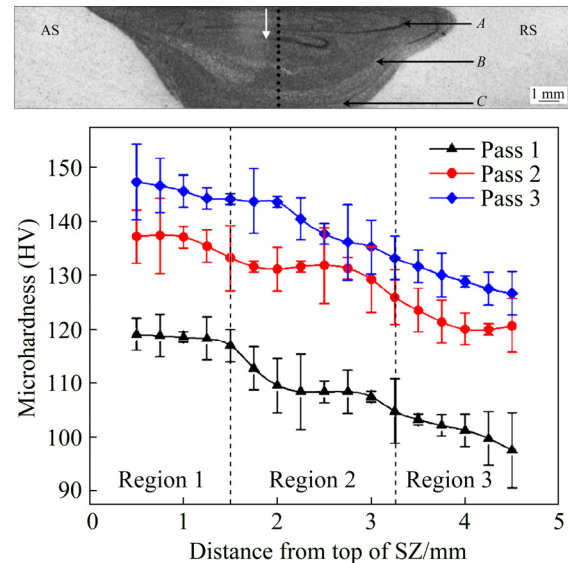 AS
A
RS
B
C
1 mm
150
140
130
120
110
100
90
Microhardness (HV)
Pass 1
Pass 2
Pass 3
Region 1
Region 2
Region 3
0
1
2
3
4
5
Distance from top of SZ/mm